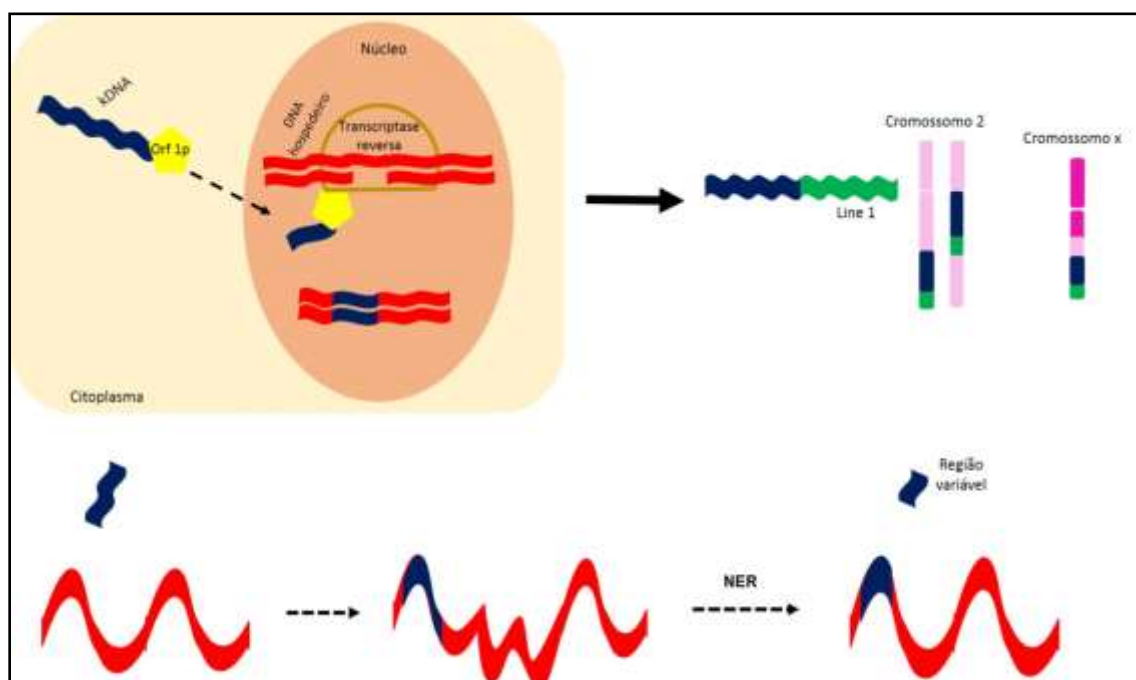 Núcleo
kDNA
Orf 1p
DNA
hospedeiro
Transcriptase
reversa
Citoplasma
Line 1
Cromossomo 2
Cromossomo x
Região
variável
NER